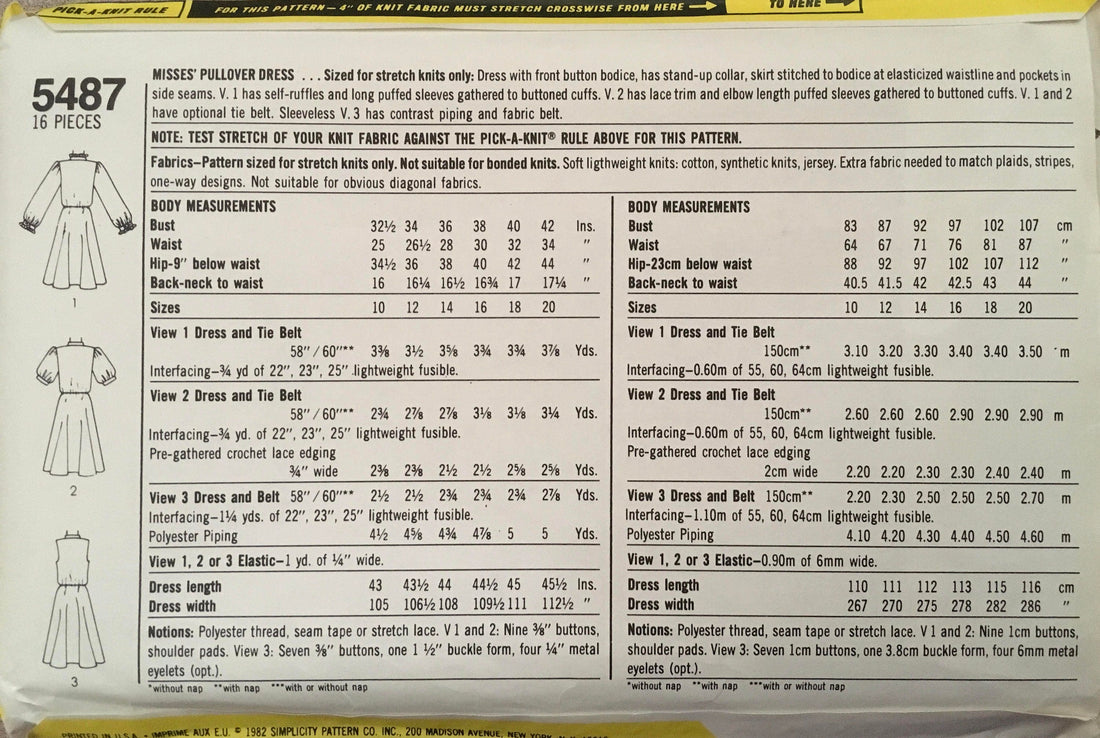 PICK-A-KNIT RULE
FOR THIS PATTERN — 4" OF KNIT FABRIC MUST STRETCH CROSSWISE FROM HERE
TO HERE
5487
16 PIECES
MISSES' PULLOVER DRESS ... Sized for stretch knits only: Dress with front button bodice, has stand-up collar, skirt stitched to bodice at elasticized waistline and pockets in
side seams. V. 1 has self-ruffles and long puffed sleeves gathered to buttoned cuffs. V. 2 has lace trim and elbow length puffed sleeves gathered to buttoned cuffs. V. 1 and 2
have optional tie belt. Sleeveless V. 3 has contrast piping and fabric belt.
NOTE: TEST STRETCH OF YOUR KNIT FABRIC AGAINST THE PICK-A-KNIT® RULE ABOVE FOR THIS PATTERN.
Fabrics–Pattern sized for stretch knits only. Not suitable for bonded knits. Soft ligthweight knits: cotton, synthetic knits, jersey. Extra fabric needed to match plaids, stripes,
one-way designs. Not suitable for obvious diagonal fabrics.
1
2
3
BODY MEASUREMENTS
Bust 32½ 34 36 38 40 42 Ins.
Waist 25 26½ 28 30 32 34 "
Hip-9" below waist 34½ 36 38 40 42 44 "
Back-neck to waist 16 16¼ 16½ 16¾ 17 17¼ "
Sizes 10 12 14 16 18 20
View 1 Dress and Tie Belt
58"/60"** 3⅜ 3½ 3⅝ 3¾ 3¾ 3⅞ Yds.
Interfacing–¾ yd of 22", 23", 25" lightweight fusible.
View 2 Dress and Tie Belt
58"/60"** 2¾ 2⅞ 2⅞ 3⅛ 3⅛ 3¼ Yds.
Interfacing–¾ yd. of 22", 23", 25" lightweight fusible.
Pre-gathered crochet lace edging
¾" wide 2⅜ 2⅜ 2½ 2½ 2⅝ 2⅝ Yds.
View 3 Dress and Belt 58"/60"** 2½ 2½ 2¾ 2¾ 2¾ 2⅞ Yds.
Interfacing–1¼ yds. of 22", 23", 25" lightweight fusible.
Polyester Piping 4½ 4⅝ 4¾ 4⅞ 5 5 Yds.
View 1, 2 or 3 Elastic–1 yd. of ¼" wide.
Dress length 43 43½ 44 44½ 45 45½ Ins.
Dress width 105 106½ 108 109½ 111 112½ "
Notions: Polyester thread, seam tape or stretch lace. V 1 and 2: Nine ⅜" buttons,
shoulder pads. View 3: Seven ⅜" buttons, one 1 ½" buckle form, four ¼" metal
eyelets (opt.).
*without nap **with nap ***with or without nap
BODY MEASUREMENTS
Bust 83 87 92 97 102 107 cm
Waist 64 67 71 76 81 87 "
Hip-23cm below waist 88 92 97 102 107 112 "
Back-neck to waist 40.5 41.5 42 42.5 43 44 "
Sizes 10 12 14 16 18 20
View 1 Dress and Tie Belt
150cm** 3.10 3.20 3.30 3.40 3.40 3.50 m
Interfacing–0.60m of 55, 60, 64cm lightweight fusible.
View 2 Dress and Tie Belt
150cm** 2.60 2.60 2.60 2.90 2.90 2.90 m
Interfacing–0.60m of 55, 60, 64cm lightweight fusible.
Pre-gathered crochet lace edging
2cm wide 2.20 2.20 2.30 2.30 2.40 2.40 m
View 3 Dress and Belt 150cm** 2.20 2.30 2.50 2.50 2.50 2.70 m
Interfacing–1.10m of 55, 60, 64cm lightweight fusible.
Polyester Piping 4.10 4.20 4.30 4.40 4.50 4.60 m
View 1, 2 or 3 Elastic–0.90m of 6mm wide.
Dress length 110 111 112 113 115 116 cm
Dress width 267 270 275 278 282 286 "
Notions: Polyester thread, seam tape or stretch lace. V 1 and 2: Nine 1cm buttons,
shoulder pads. View 3: Seven 1cm buttons, one 3.8cm buckle form, four 6mm metal
eyelets (opt.).
*without nap **with nap ***with or without nap
PRINTED IN U.S.A. - IMPRIME AUX E.U. © 1982 SIMPLICITY PATTERN CO. INC., 200 MADISON AVENUE, NEW YORK,